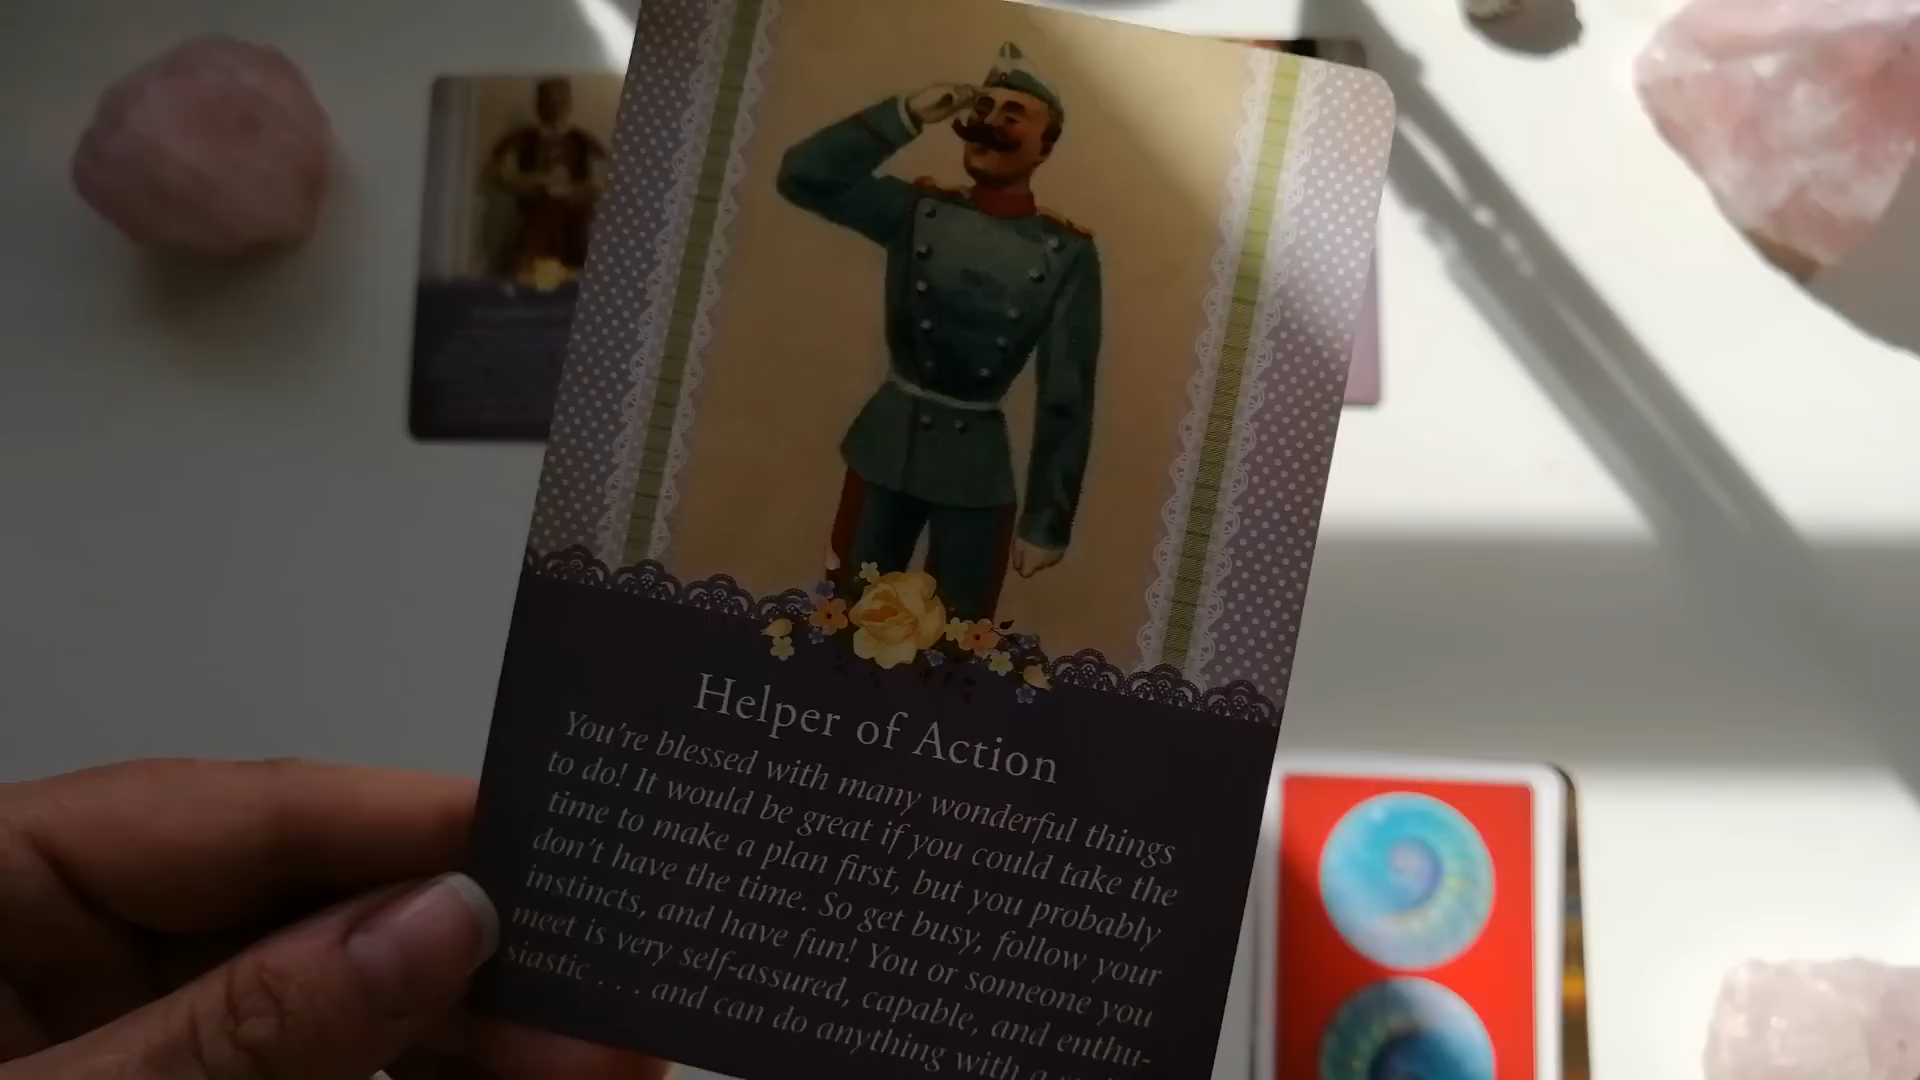 Helper of Action
You're blessed with many wonderful things
to do! It would be great if you could take the
time to make a plan first, but you probably
don't have the time. So get busy, follow your
instincts, and have fun! You or someone you
meet is very self-assured, capable, and enthu-
siastic . . . and can do anything with a